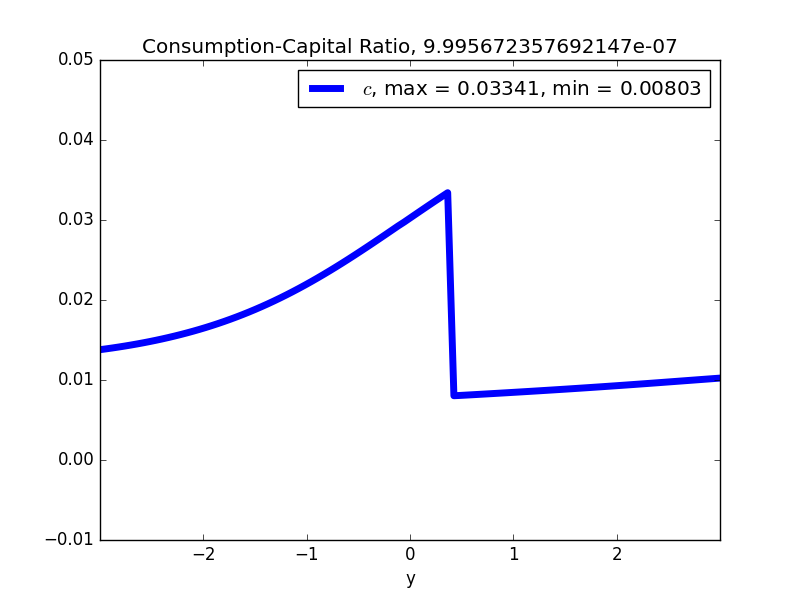 Consumption-Capital Ratio, 9.995672357692147e-07
c, max = 0.03341, min = 0.00803
0.05
0.04
0.03
0.02
0.01
0.00
−0.01
−2 −1 0 1 2
y